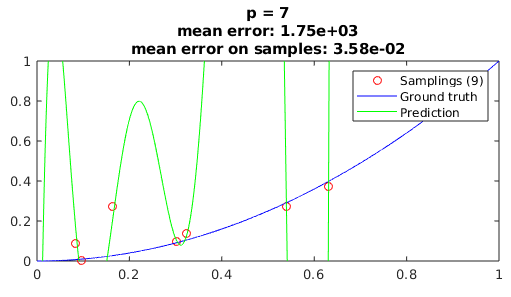 p = 7
mean error: 1.75e+03
mean error on samples: 3.58e-02
1
0.8
0.6
0.4
0.2
0
0
0.2
0.4
0.6
0.8
1
Samplings (9)
Ground truth
Prediction